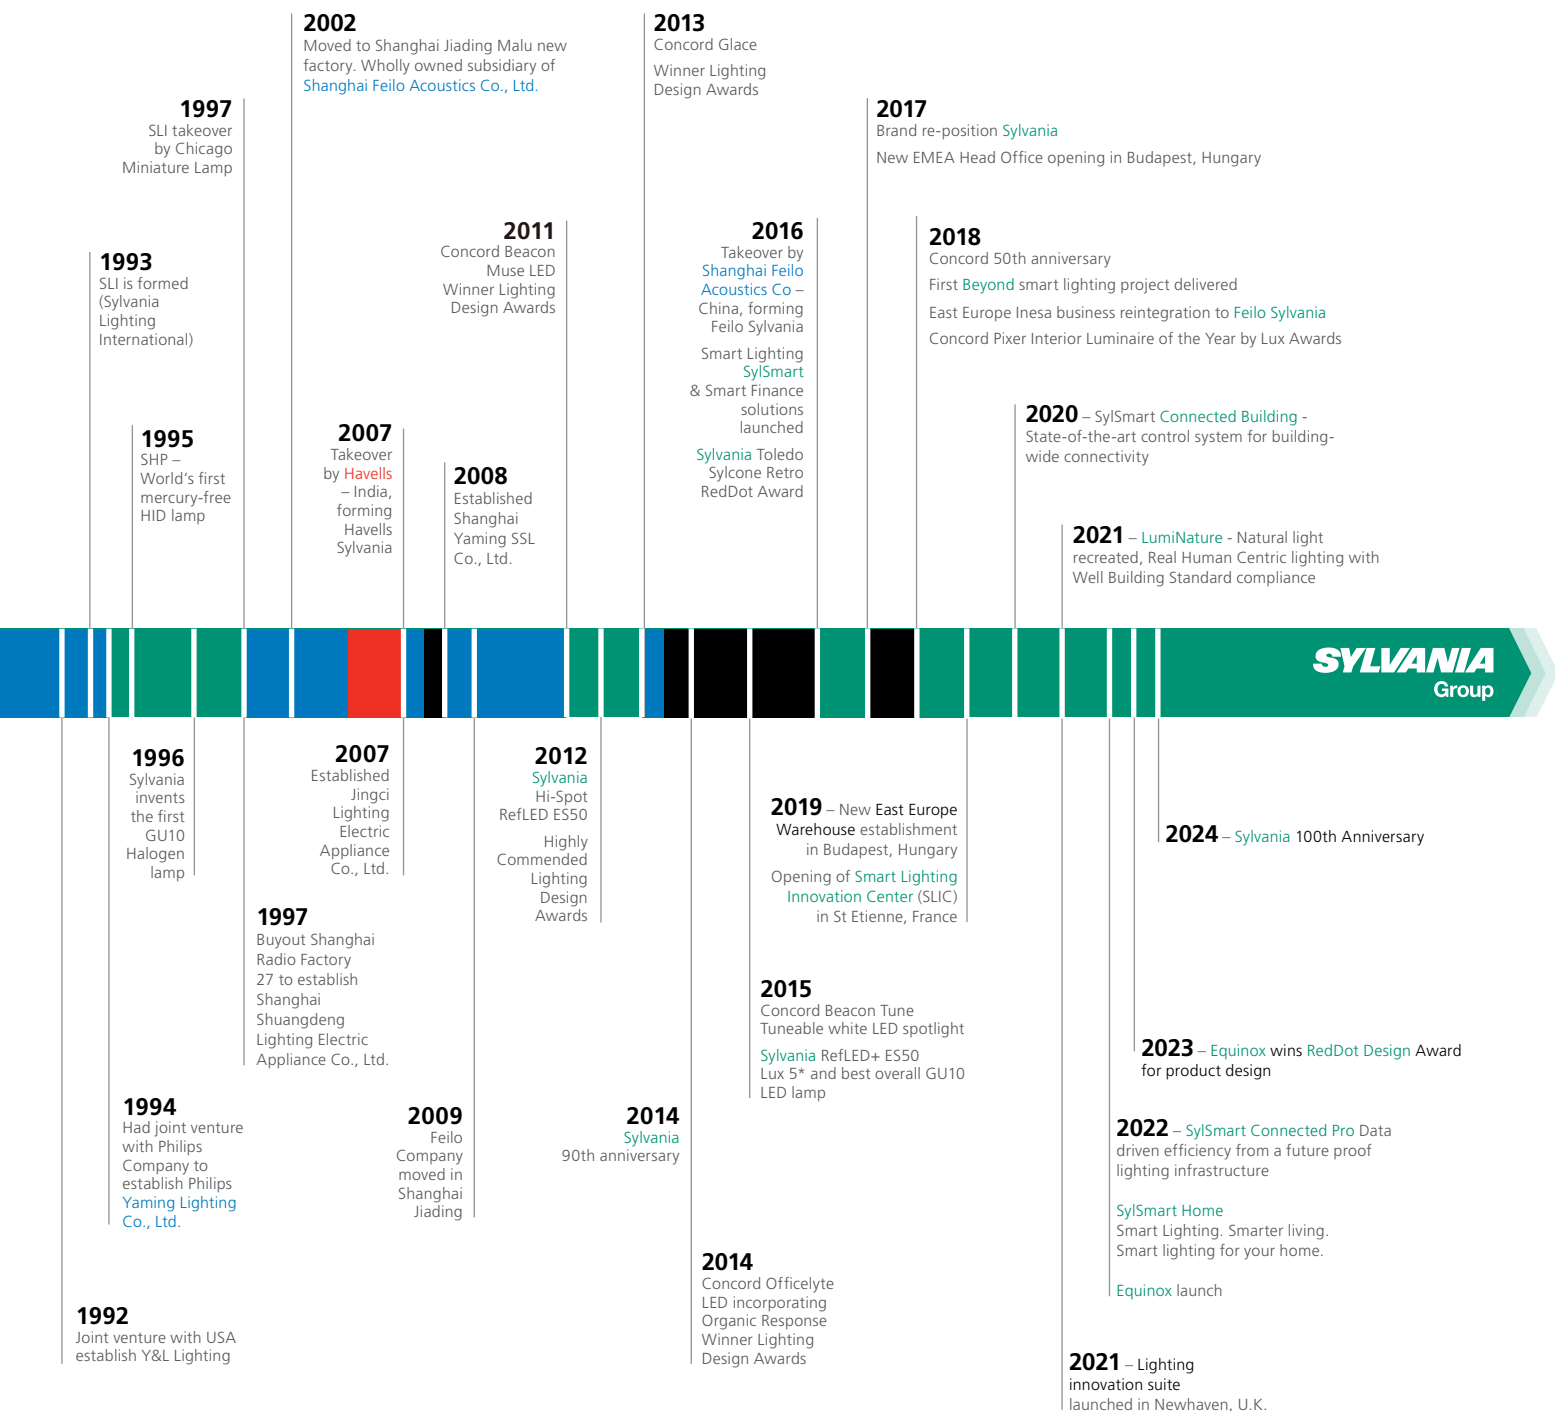 2002
Moved to Shanghai Jiading Malu new
factory. Wholly owned subsidiary of
Shanghai Feilo Acoustics Co., Ltd.
2013
Concord Glace
Winner Lighting
Design Awards
1997
SLI takeover
by Chicago
Miniature Lamp
2017
Brand re-position Sylvania
New EMEA Head Office opening in Budapest, Hungary
1993
SLI is formed
(Sylvania
Lighting
International)
2011
Concord Beacon
Muse LED
Winner Lighting
Design Awards
2016
Takeover by
Shanghai Feilo
Acoustics Co –
China, forming
Feilo Sylvania
Smart Lighting
SylSmart
& Smart Finance
solutions
launched
Sylvania Toledo
Sylcone Retro
RedDot Award
2018
Concord 50th anniversary
First Beyond smart lighting project delivered
East Europe Inesa business reintegration to Feilo Sylvania
Concord Pixer Interior Luminaire of the Year by Lux Awards
1995
SHP –
World's first
mercury-free
HID lamp
2007
Takeover
by Havells
– India,
forming
Havells
Sylvania
2008
Established
Shanghai
Yaming SSL
Co., Ltd.
2020 – SylSmart Connected Building -
State-of-the-art control system for building-
wide connectivity
2021 – LumiNature - Natural light
recreated, Real Human Centric lighting with
Well Building Standard compliance
SYLVANIA
Group
1996
Sylvania
invents
the first
GU10
Halogen
lamp
2007
Established
Jingci
Lighting
Electric
Appliance
Co., Ltd.
2012
Sylvania
Hi-Spot
RefLED ES50
Highly
Commended
Lighting
Design
Awards
2019 – New East Europe
Warehouse establishment
in Budapest, Hungary
Opening of Smart Lighting
Innovation Center (SLIC)
in St Etienne, France
2024 – Sylvania 100th Anniversary
1997
Buyout Shanghai
Radio Factory
27 to establish
Shanghai
Shuangdeng
Lighting Electric
Appliance Co., Ltd.
2015
Concord Beacon Tune
Tuneable white LED spotlight
Sylvania RefLED+ ES50
Lux 5* and best overall GU10
LED lamp
2023 – Equinox wins RedDot Design Award
for product design
1994
Had joint venture
with Philips
Company to
establish Philips
Yaming Lighting
Co., Ltd.
2009
Feilo
Company
moved in
Shanghai
Jiading
2014
Sylvania
90th anniversary
2022 – SylSmart Connected Pro Data
driven efficiency from a future proof
lighting infrastructure
SylSmart Home
Smart Lighting. Smarter living.
Smart lighting for your home.
Equinox launch
2014
Concord Officelyte
LED incorporating
Organic Response
Winner Lighting
Design Awards
1992
Joint venture with USA
establish Y&L Lighting
2021 – Lighting
innovation suite
launched in Newhaven, U.K.